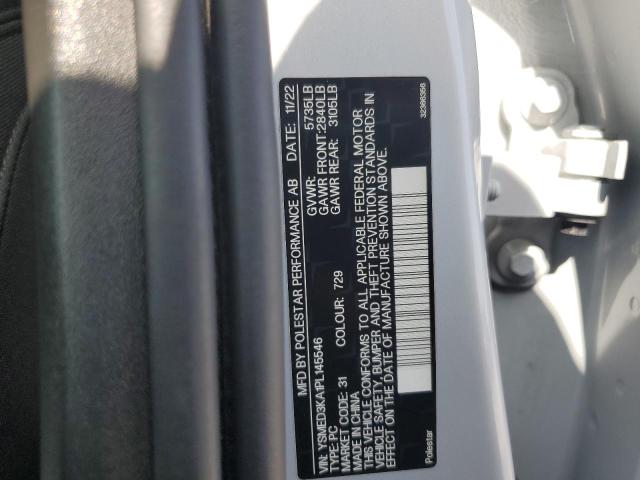 MFD BY POLESTAR PERFORMANCE AB DATE: 11/22
GVWR: 5735LB
GAWR FRONT:2840LB
VIN: YSMED3KA1PL145546 GAWR REAR: 3105LB
TYPE: PC
MARKET CODE: 31 COLOUR: 729
MADE IN CHINA
THIS VEHICLE CONFORMS TO ALL APPLICABLE FEDERAL MOTOR
VEHICLE SAFETY, BUMPER AND THEFT PREVENTION STANDARDS IN
EFFECT ON THE DATE OF MANUFACTURE SHOWN ABOVE.
Polestar 32366356